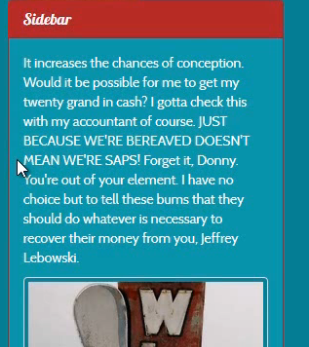 Sidebar
It increases the chances of conception.
Would it be possible for me to get my
twenty grand in cash? I gotta check this
with my accountant of course. JUST
BECAUSE WE'RE BEREAVED DOESN'T
MEAN WE'RE SAPS! Forget it, Donny.
You're out of your element. I have no
choice but to tell these bums that they
should do whatever is necessary to
recover their money from you, Jeffrey
Lebowski.
W